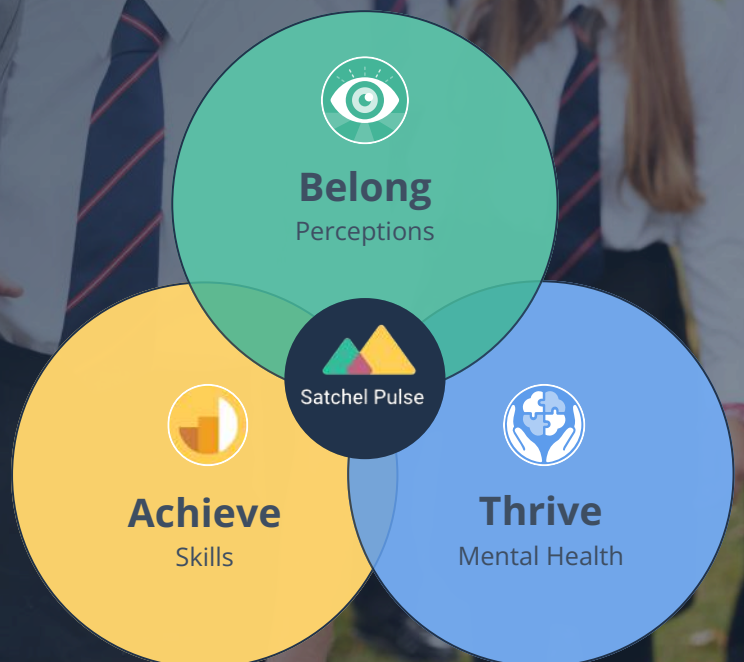 Belong
Perceptions
Satchel Pulse
Achieve
Skills
Thrive
Mental Health